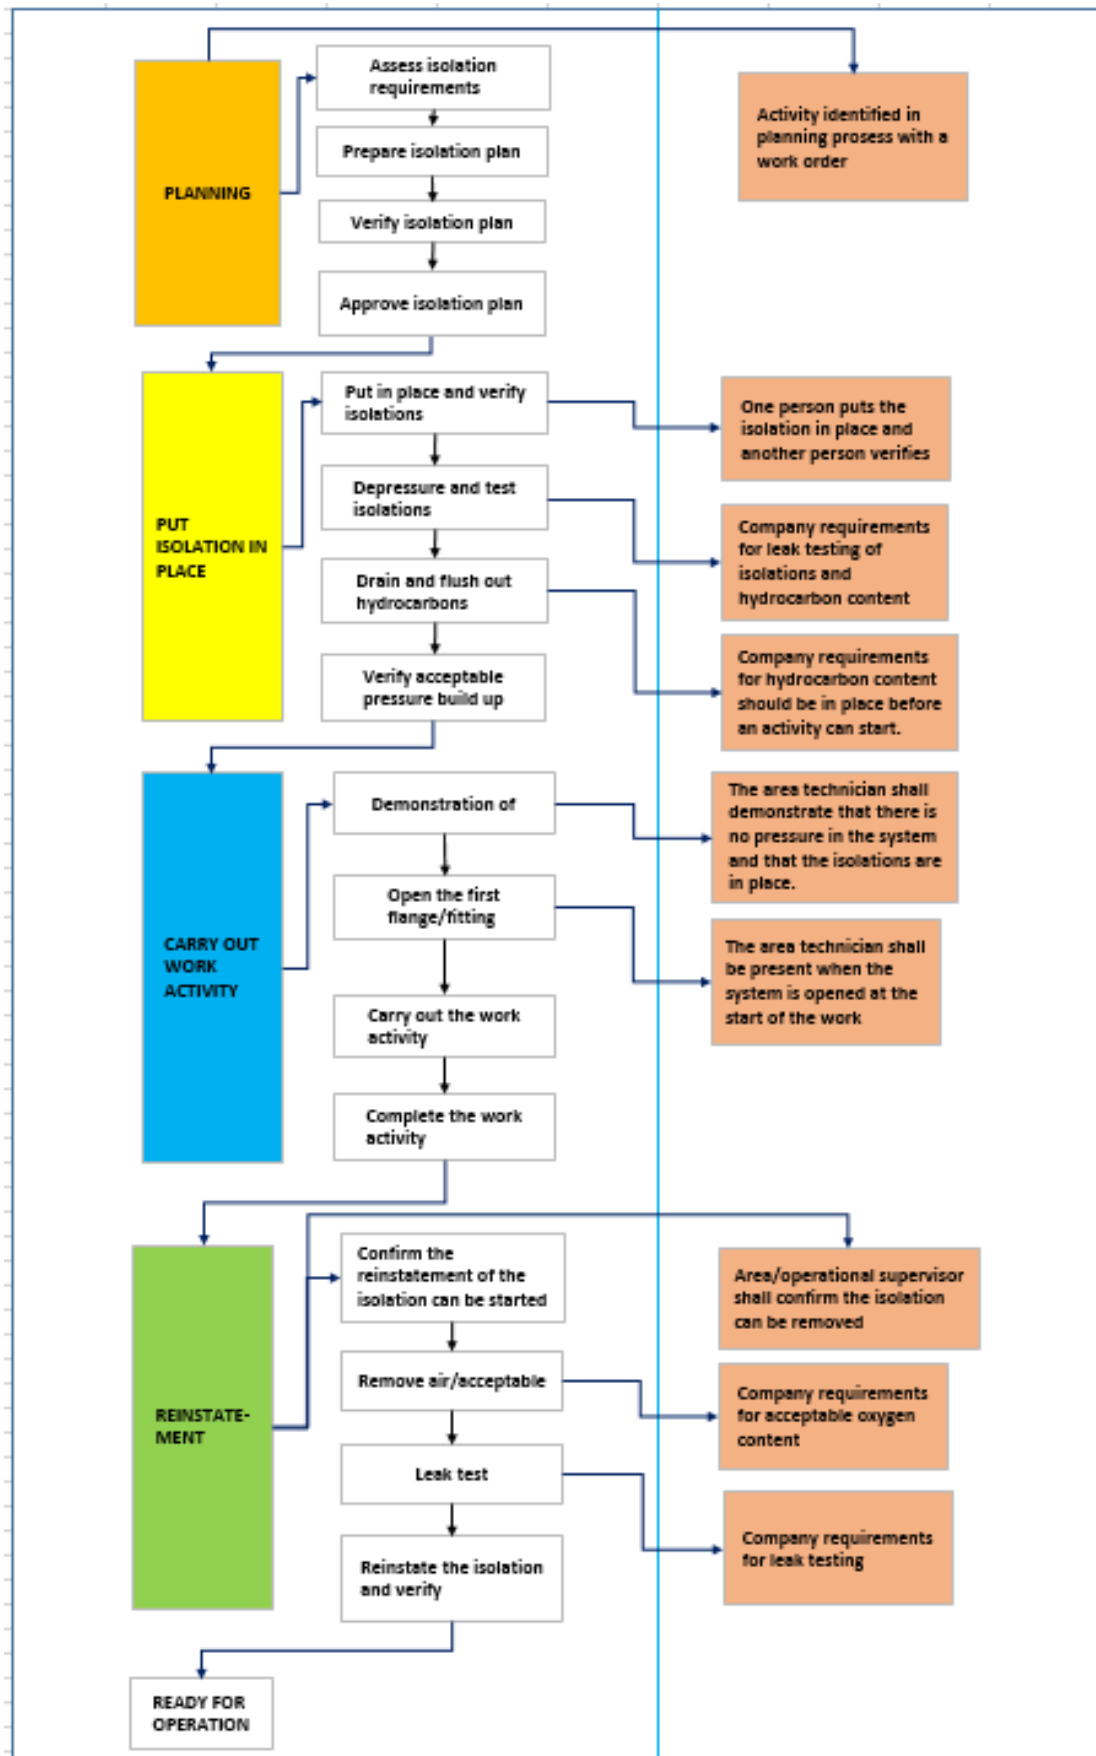 Assess isolation
requirements
Activity identified in
planning prosess with a
work order
Prepare isolation plan
PLANNING
Verify isolation plan
Approve isolation plan
Put in place and verify
isolations
One person puts the
isolation in place and
another person verifies
Depressure and test
isolations
PUT
ISOLATION IN
PLACE
Company requirements
for leak testing of
isolations and
hydrocarbon content
Drain and flush out
hydrocarbons
Company requirements
for hydrocarbon content
should be in place before
an activity can start.
Verify acceptable
pressure build up
Demonstration of
The area technician shall
demonstrate that there is
no pressure in the system
and that the isolations are
in place.
Open the first
flange/fitting
CARRY OUT
WORK
ACTIVITY
The area technician shall
be present when the
system is opened at the
start of the work
Carry out the work
activity
Complete the work
activity
Confirm the
reinstatement of the
isolation can be started
Area/operational supervisor
shall confirm the isolation
can be removed
Remove air/acceptable
Company requirements
for acceptable oxygen
content
REINSTATE-
MENT
Leak test
Company requirements
for leak testing
Reinstate the isolation
and verify
READY FOR
OPERATION